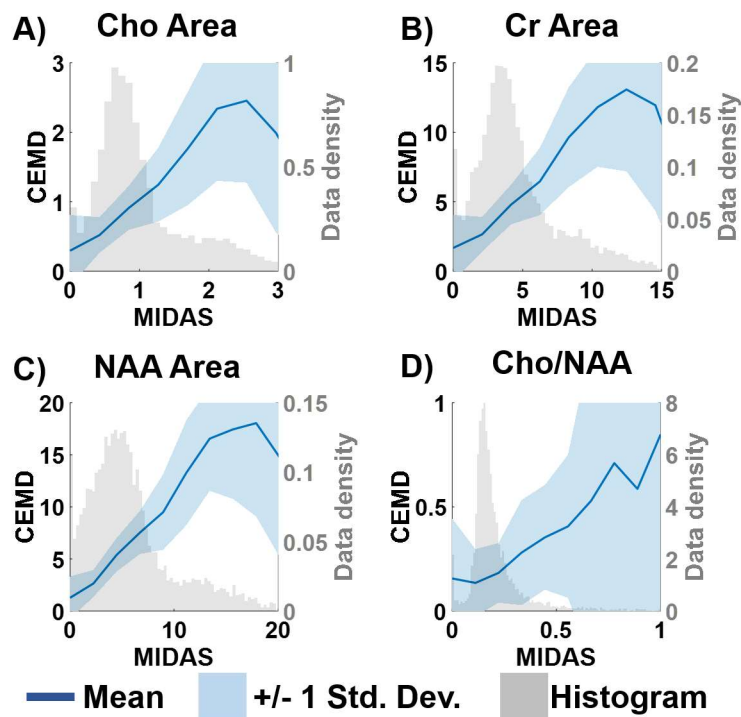 A) Cho Area
3
2
1
0
CEMD
1
0.5
0
Data density
0 1 2 3
MIDAS
B) Cr Area
15
10
5
0
CEMD
0.2
0.15
0.1
0.05
0
Data density
0 5 10 15
MIDAS
C) NAA Area
20
15
10
5
0
CEMD
0.15
0.1
0.05
0
Data density
0 10 20
MIDAS
D) Cho/NAA
1
0.5
0
CEMD
8
6
4
2
0
Data density
0 0.5 1
MIDAS
Mean +/- 1 Std. Dev. Histogram